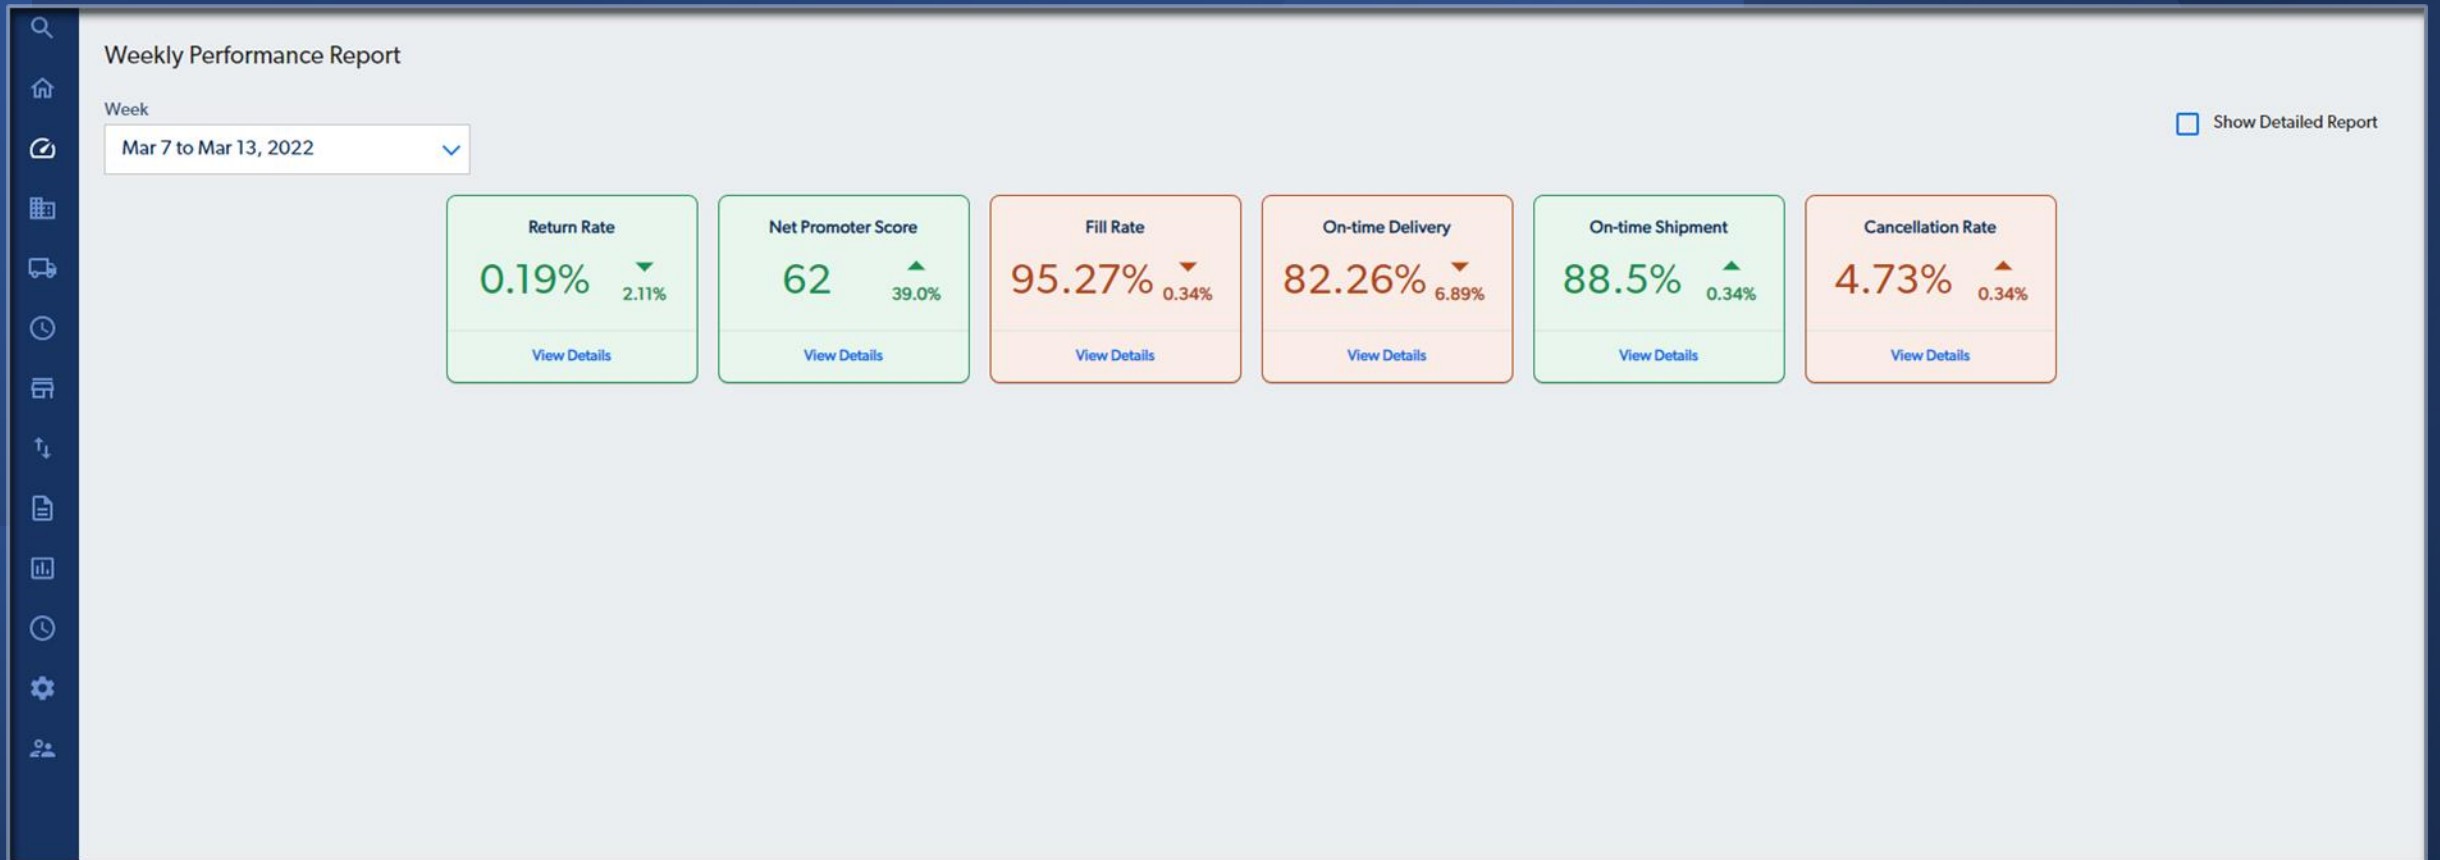 Weekly Performance Report
Week
Mar 7 to Mar 13, 2022
Show Detailed Report
Return Rate
0.19% 2.11%
View Details
Net Promoter Score
62 39.0%
View Details
Fill Rate
95.27% 0.34%
View Details
On-time Delivery
82.26% 6.89%
View Details
On-time Shipment
88.5% 0.34%
View Details
Cancellation Rate
4.73% 0.34%
View Details